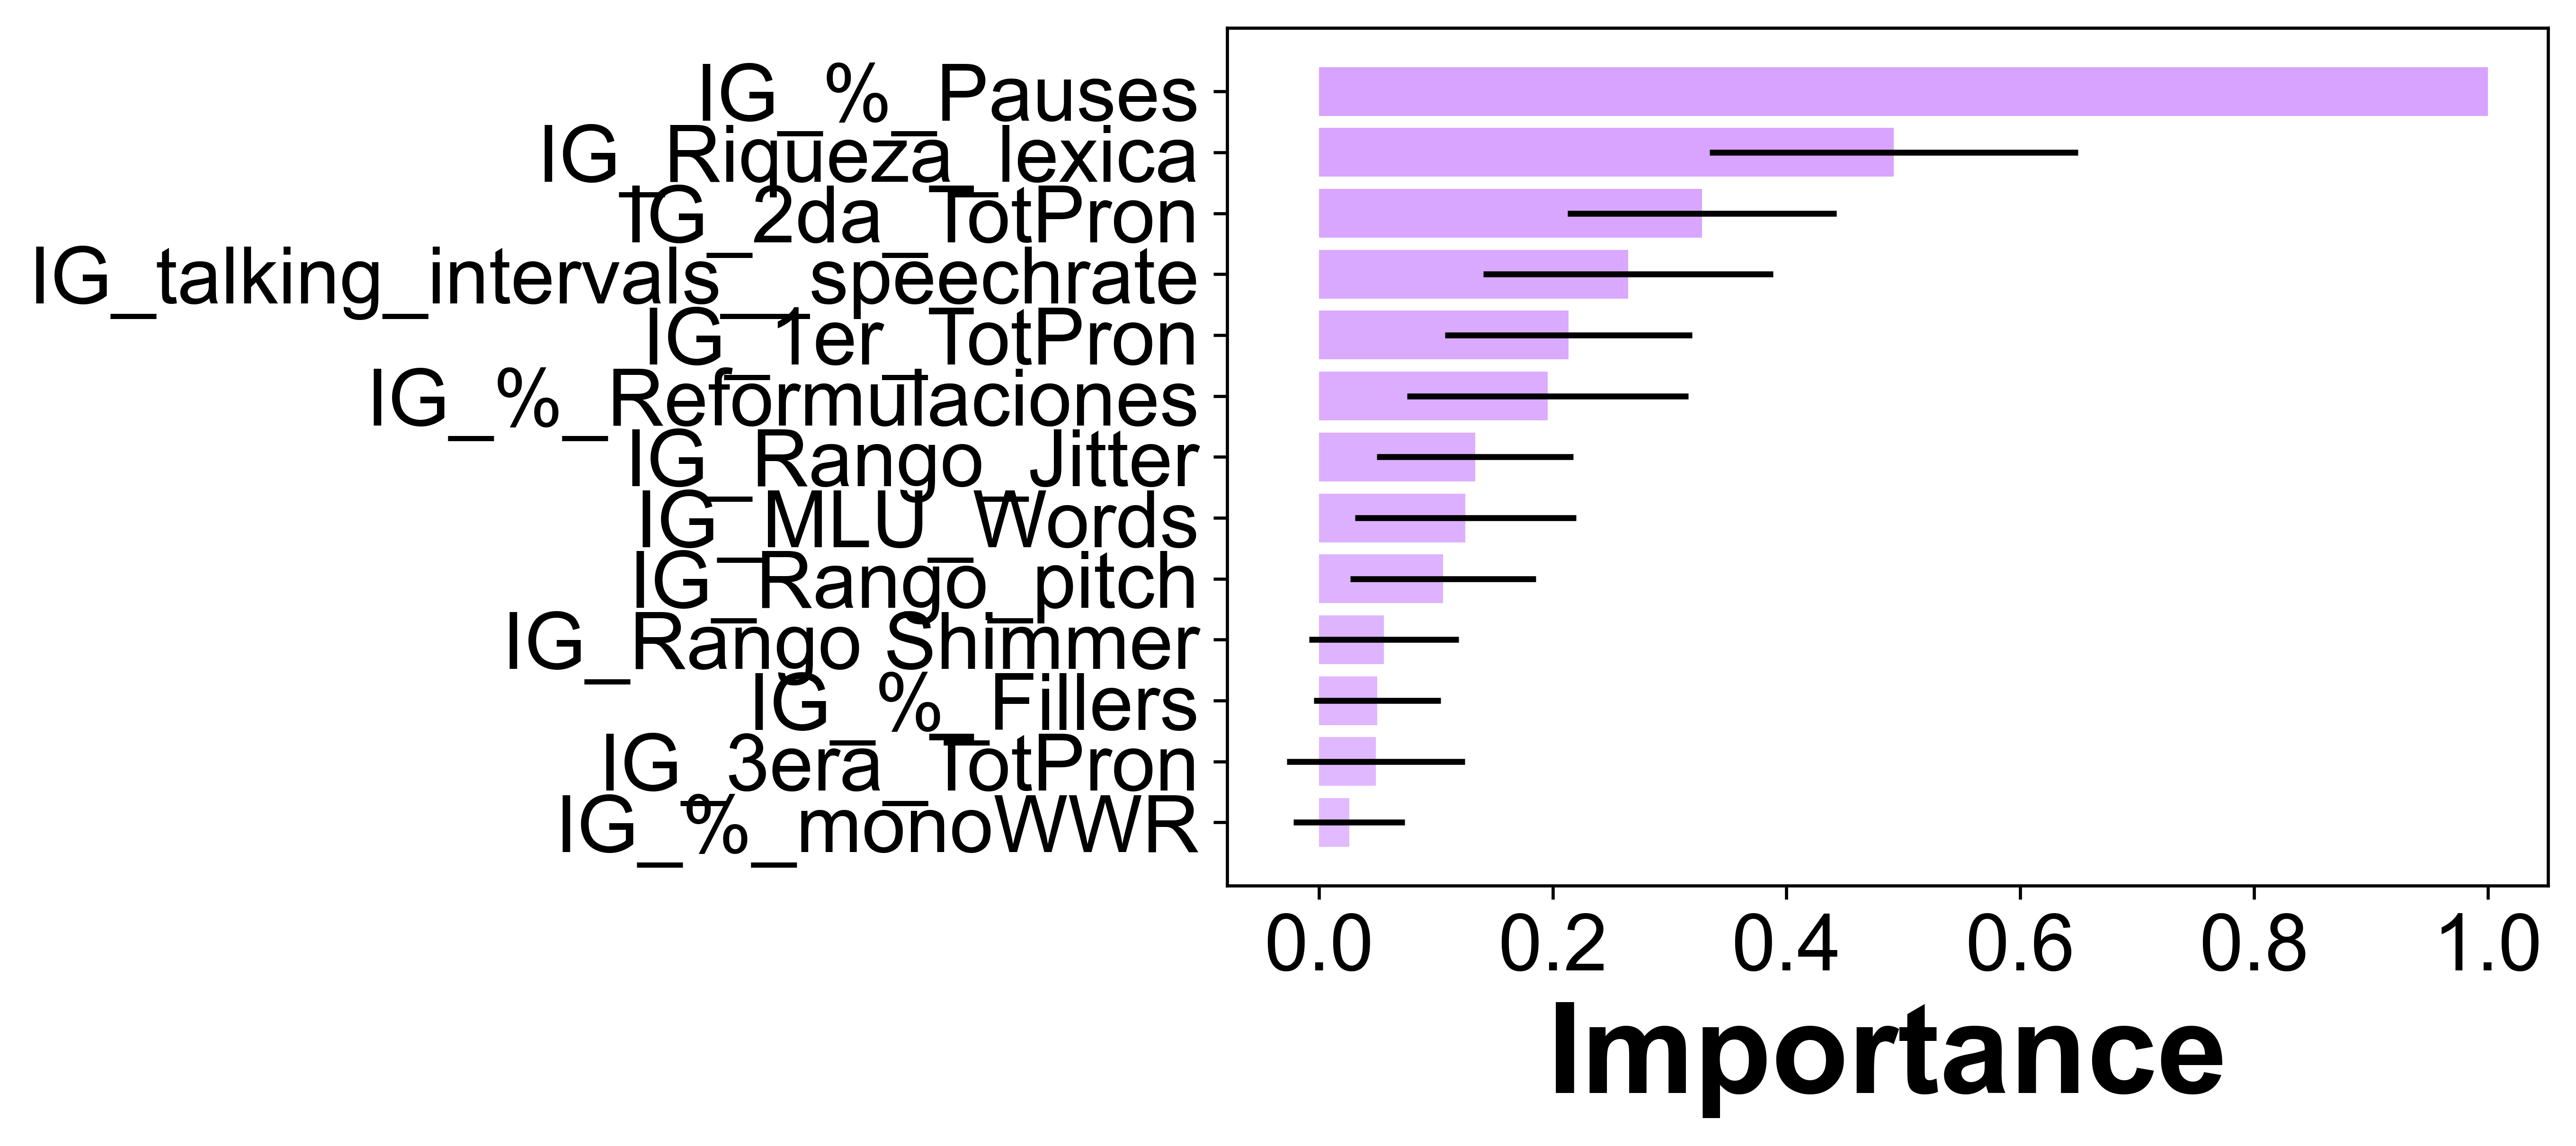 IG_%_Pauses
IG_Riqueza_lexica
IG_2da_TotPron
IG_talking_intervals__speechrate
IG_1er_TotPron
IG_%_Reformulaciones
IG_Rango_Jitter
IG_MLU_Words
IG_Rango_pitch
IG_Rango Shimmer
IG_%_Fillers
IG_3era_TotPron
IG_%_monoWWR
0.0 0.2 0.4 0.6 0.8 1.0
Importance